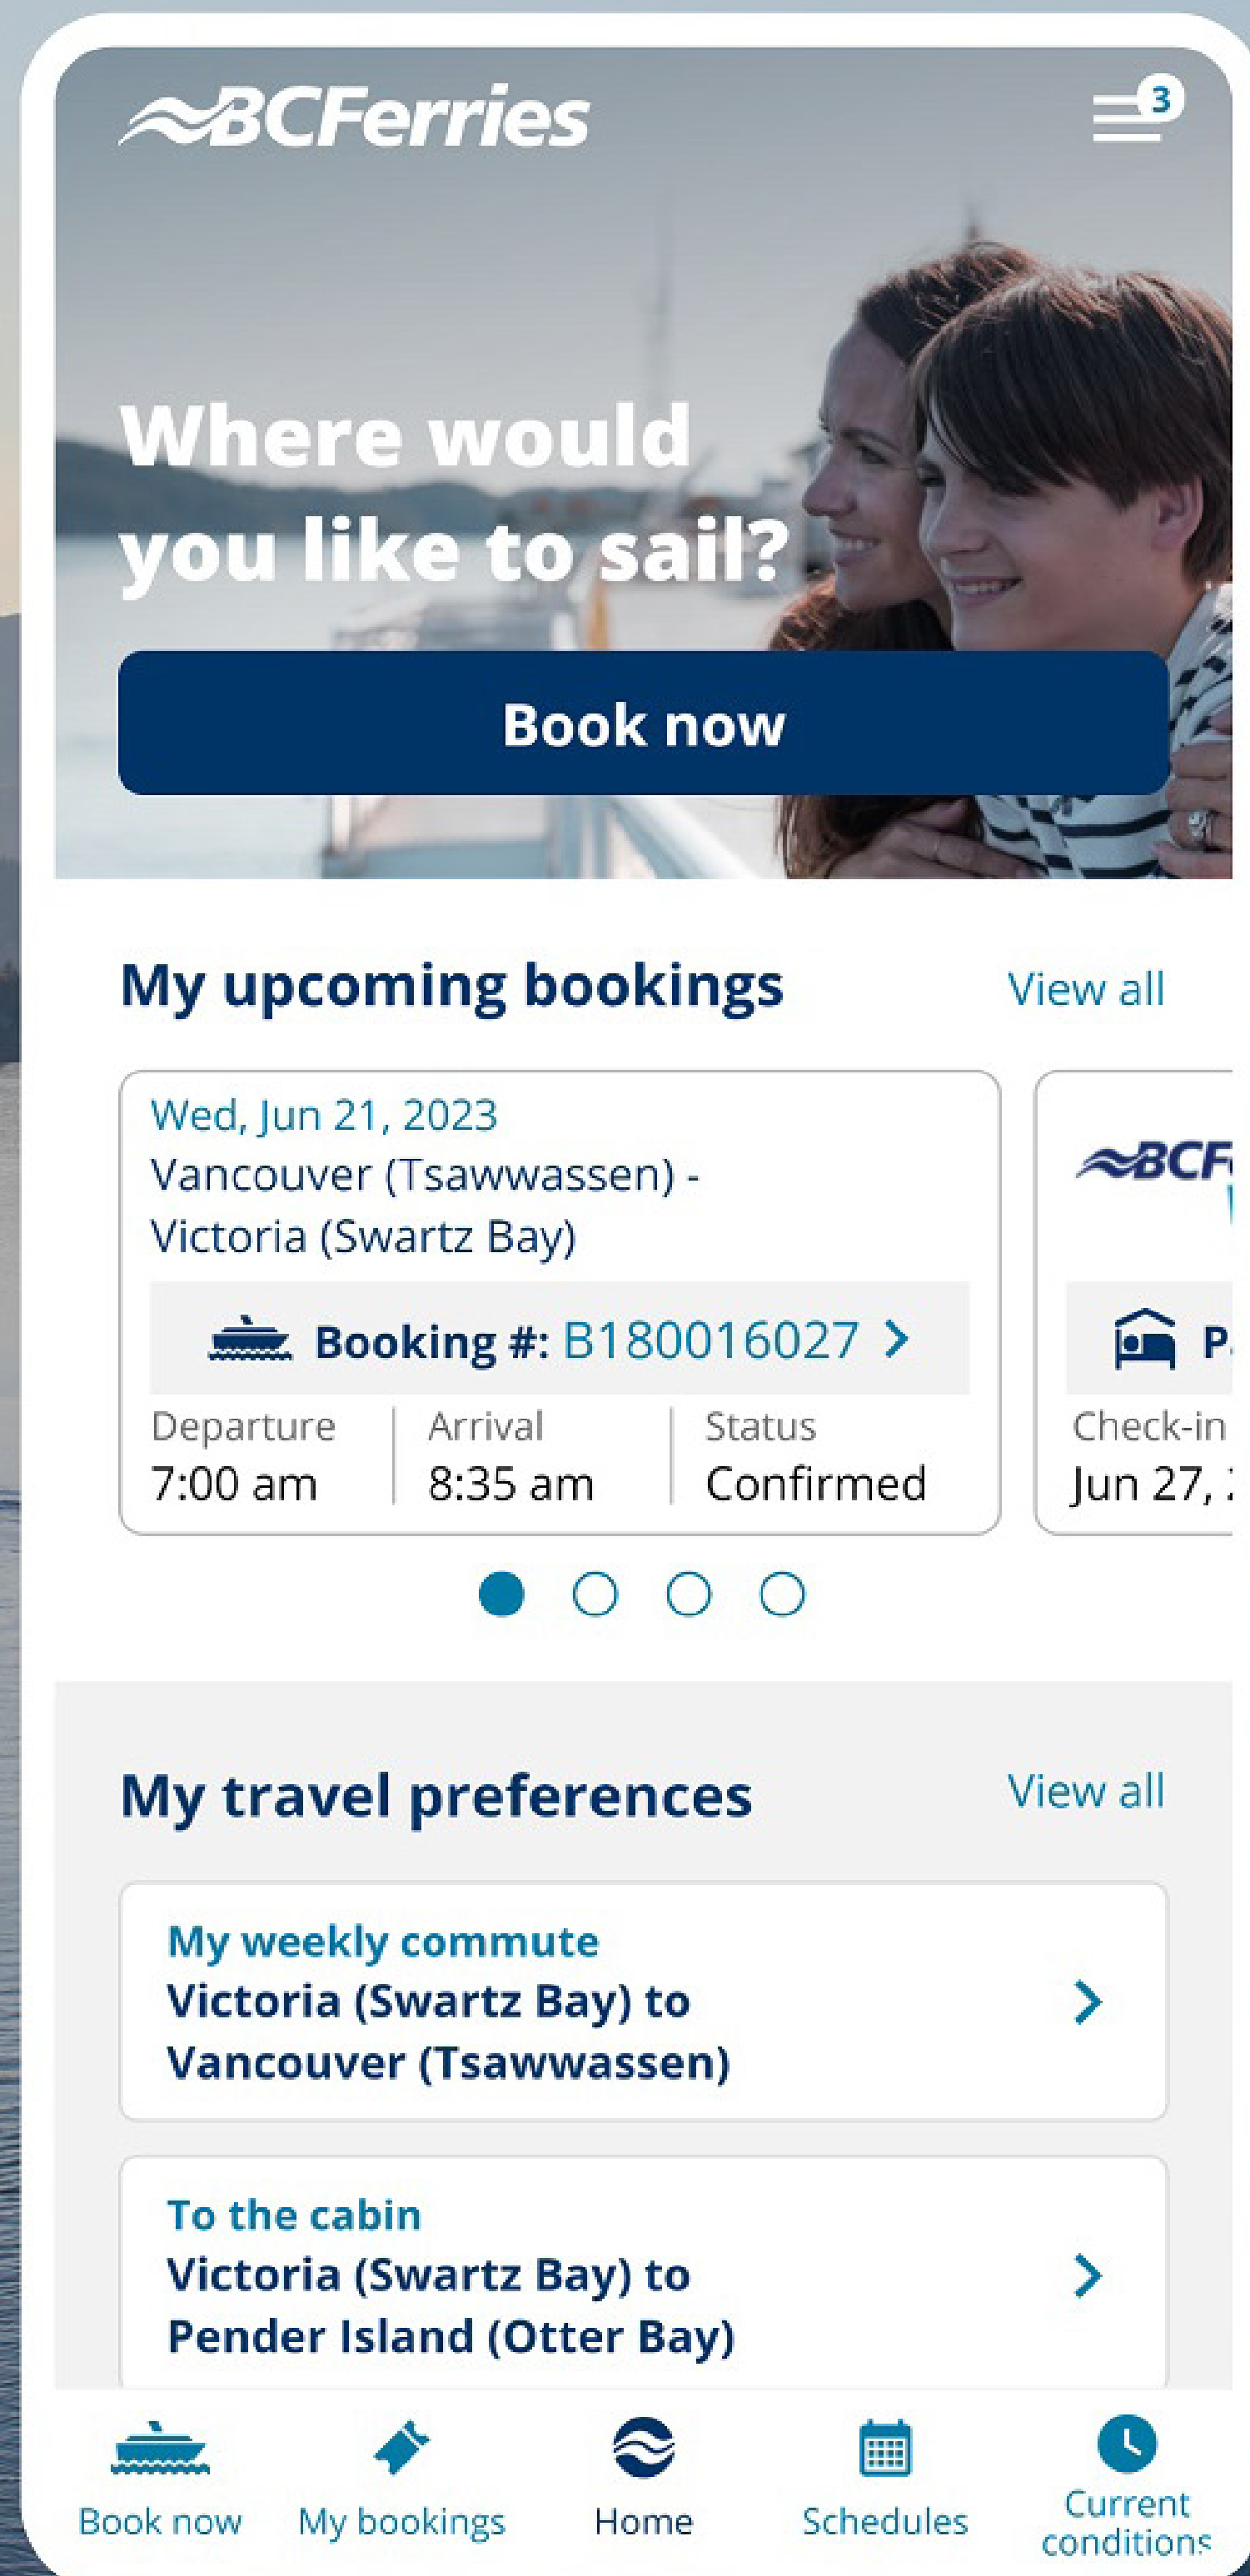 BCFerries
3
Where would
you like to sail?
Book now
My upcoming bookings
View all
Wed, Jun 21, 2023
Vancouver (Tsawwassen) -
Victoria (Swartz Bay)
Booking #: B180016027
Departure
7:00 am
Arrival
8:35 am
Status
Confirmed
BCF
P
Check-in
Jun 27,
My travel preferences
View all
My weekly commute
Victoria (Swartz Bay) to
Vancouver (Tsawwassen)
To the cabin
Victoria (Swartz Bay) to
Pender Island (Otter Bay)
Book now
My bookings
Home
Schedules
Current
conditions